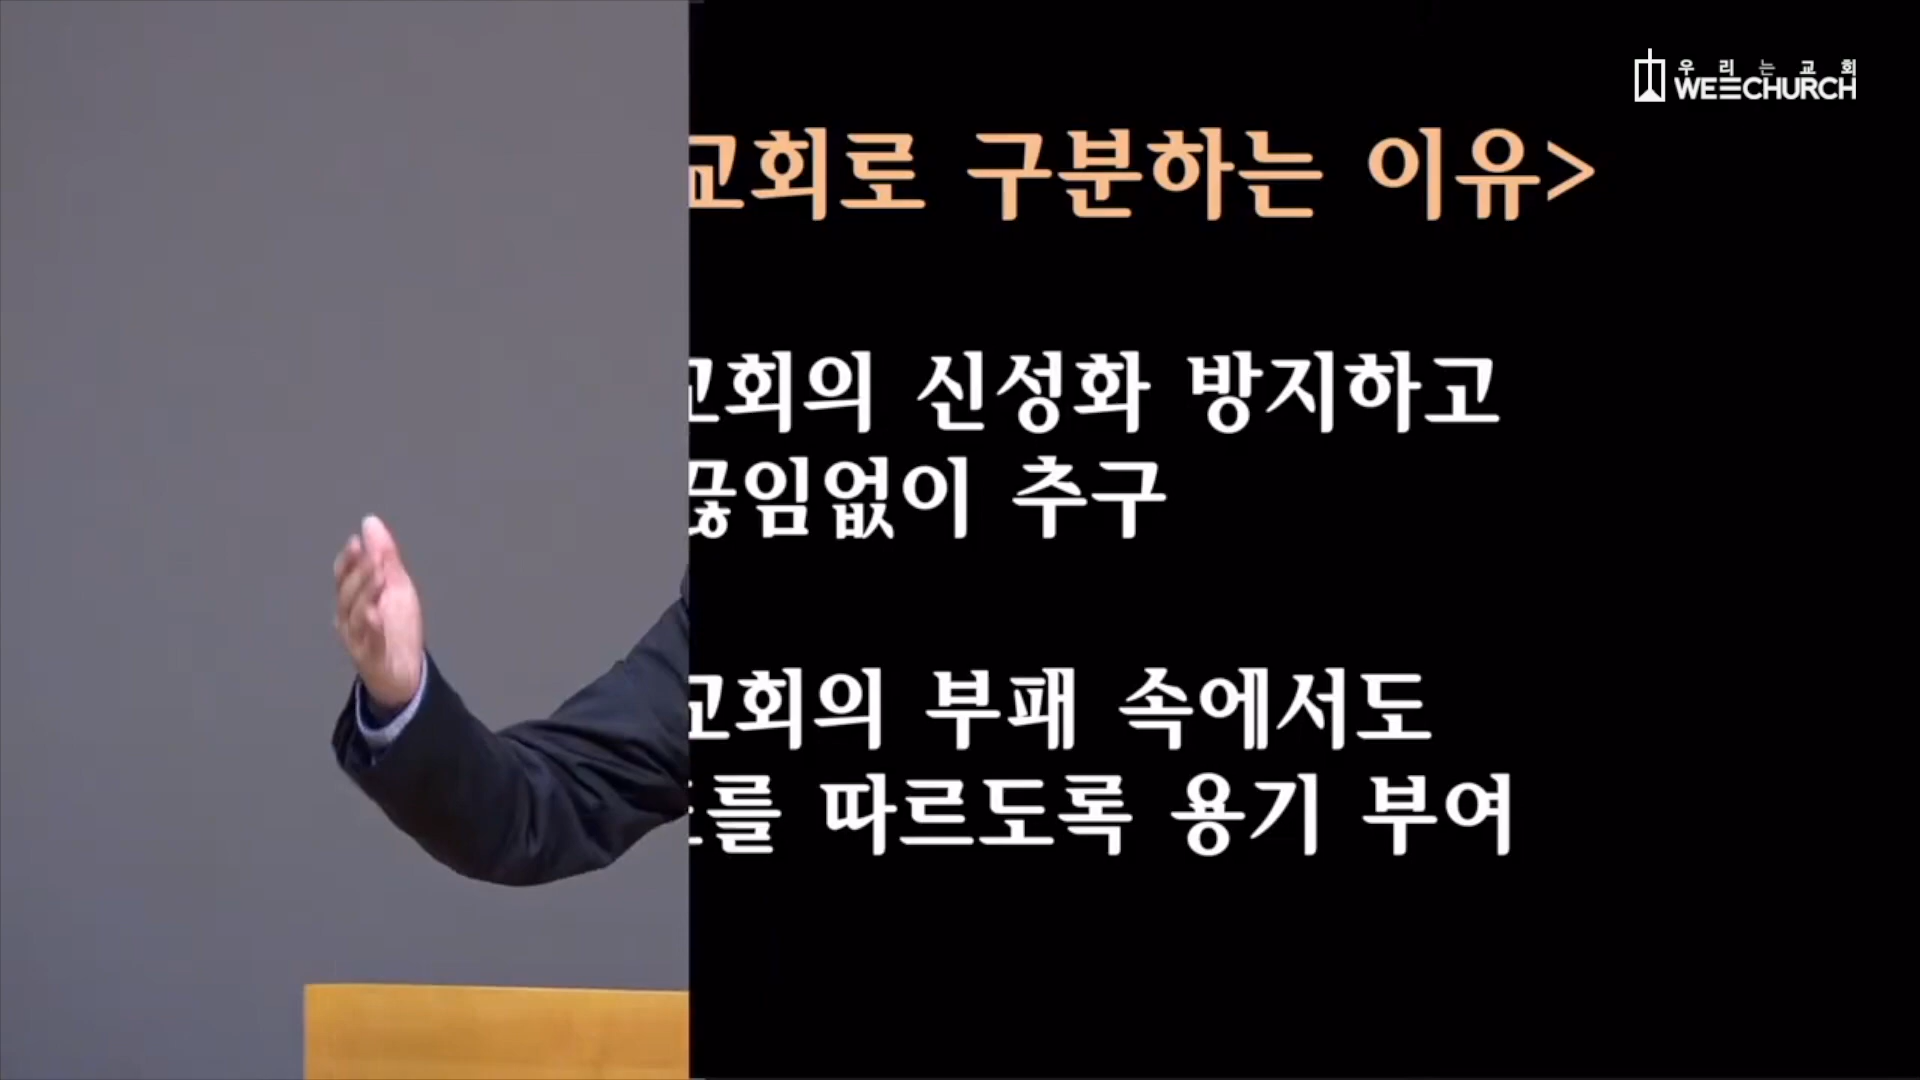 우리는교회
WECHURCH
교회로 구분하는 이유>
교회의 신성화 방지하고
끊임없이 추구
교회의 부패 속에서도
를 따르도록 용기 부여